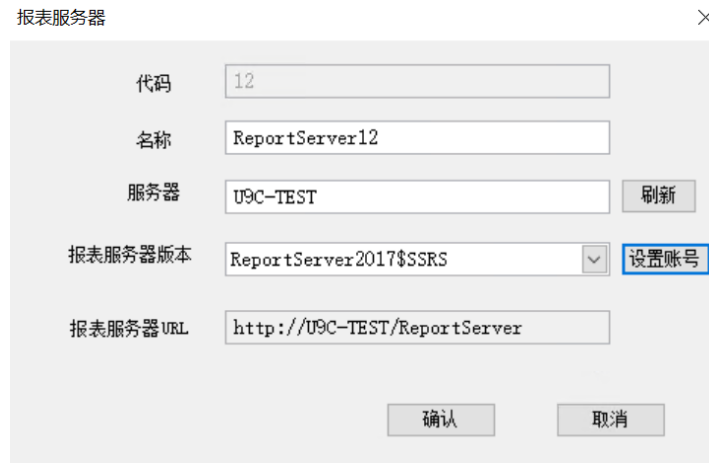 报表服务器
代码 12
名称 ReportServer12
服务器 U9C-TEST 刷新
报表服务器版本 ReportServer2017$SSRS 设置账号
报表服务器URL http://U9C-TEST/ReportServer
确认 取消